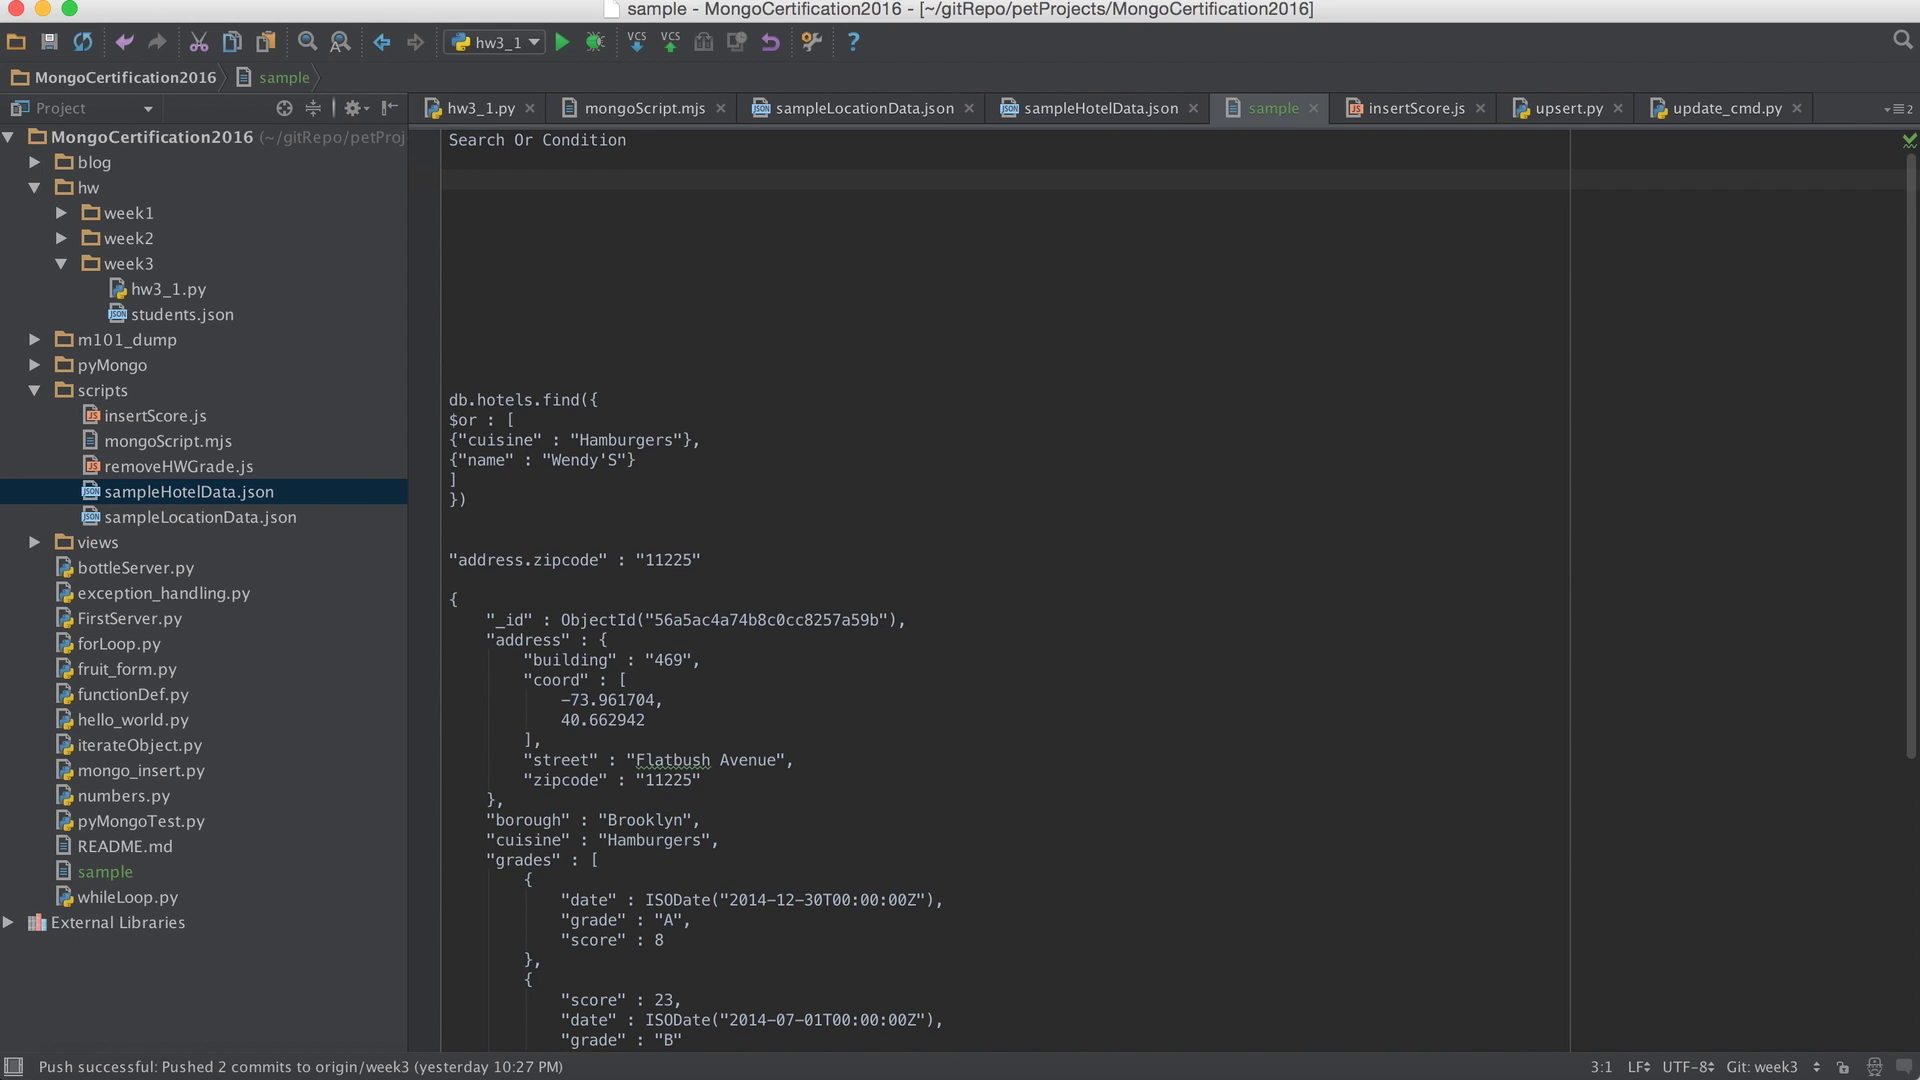 sample - MongoCertification2016 - [~/gitRepo/petProjects/MongoCertification2016]
hw3_1
VCS
VCS
?
MongoCertification2016
sample
Project
hw3_1.py
mongoScript.mjs
sampleLocationData.json
sampleHotelData.json
sample
insertScore.js
upsert.py
update_cmd.py
2
MongoCertification2016 (~/gitRepo/petProj
blog
hw
week1
week2
week3
hw3_1.py
students.json
m101_dump
pyMongo
scripts
insertScore.js
mongoScript.mjs
removeHWGrade.js
sampleHotelData.json
sampleLocationData.json
views
bottleServer.py
exception_handling.py
FirstServer.py
forLoop.py
fruit_form.py
functionDef.py
hello_world.py
iterateObject.py
mongo_insert.py
numbers.py
pyMongoTest.py
README.md
sample
whileLoop.py
External Libraries
Search Or Condition
db.hotels.find({
$or : [
{"cuisine" : "Hamburgers"},
{"name" : "Wendy'S"}
]
})
"address.zipcode" : "11225"
{
"_id" : ObjectId("56a5ac4a74b8c0cc8257a59b"),
"address" : {
"building" : "469",
"coord" : [
-73.961704,
40.662942
],
"street" : "Flatbush Avenue",
"zipcode" : "11225"
},
"borough" : "Brooklyn",
"cuisine" : "Hamburgers",
"grades" : [
{
"date" : ISODate("2014-12-30T00:00:00Z"),
"grade" : "A",
"score" : 8
},
{
"score" : 23,
"date" : ISODate("2014-07-01T00:00:00Z"),
"grade" : "B"
Push successful: Pushed 2 commits to origin/week3 (yesterday 10:27 PM)
3:1 LF UTF-8 Git: week3